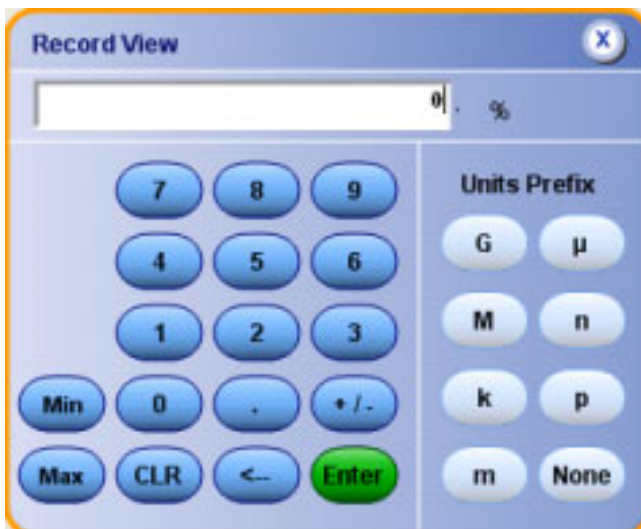 Record View X
0. %
7 8 9 Units Prefix
G µ
4 5 6
M n
1 2 3
k p
Min 0 . + / -
Max CLR <-- Enter m None